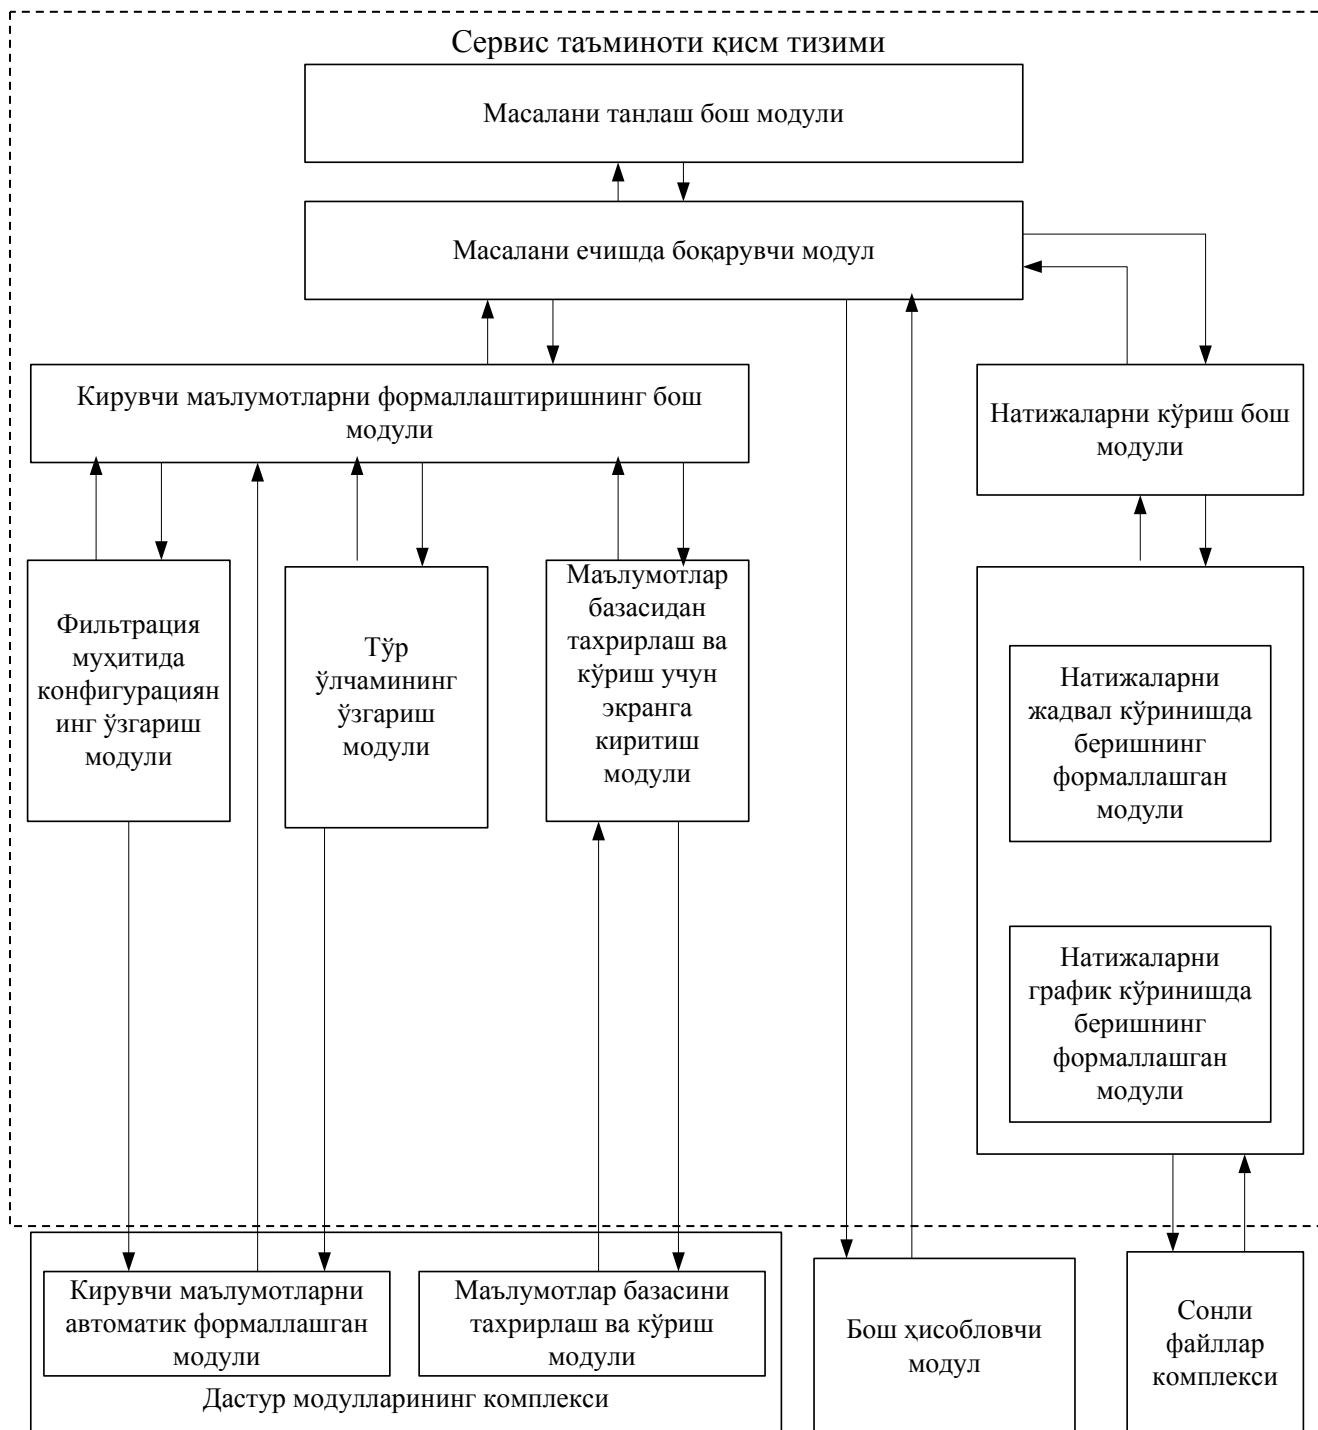 Сервис таъминоти қисм тизими
Масалани танлаш бош модули
Масалани ечишда боқарувчи модул
Кирувчи маълумотларни формаллаштиришнинг бош
модули
Натижаларни кўриш бош
модули
Фильтрация
муҳитида
конфигурациян
инг ўзгариш
модули
Тўр
ўлчамининг
ўзгариш
модули
Маълумотлар
базасидан
тахрирлаш ва
кўриш учун
экранга
киритиш
модули
Натижаларни
жадвал кўринишда
беришнинг
формаллашган
модули
Натижаларни
график кўринишда
беришнинг
формаллашган
модули
Кирувчи маълумотларни
автоматик формаллашган
модули
Маълумотлар базасини
тахрирлаш ва кўриш
модули
Дастур модулларининг комплекси
Бош ҳисобловчи
модул
Сонли
файллар
комплекси